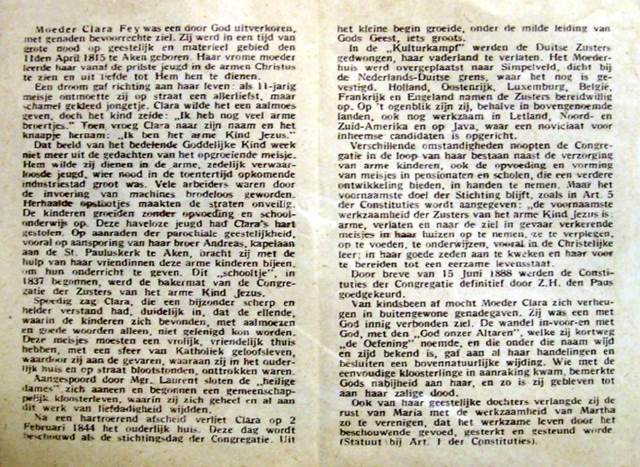 Moeder Clara Fey was een door God uitverkoren,
met genaden bevoorrechte ziel. Zij werd in een tijd van
grote nood op geestelijk en materieel gebied den
11den April 1815 te Aken geboren. Haar vrome moeder
leerde haar vanaf de prilste jeugd in de armen Christus
te zien en uit liefde tot Hem hen te dienen.
Een droom gaf richting aan haar leven: als 11-jarig
meisje ontmoette zij op straat een allerliefst, maar
schamel gekleed jongetje. Clara wilde het een aalmoes
geven, doch het kind zeide: „Ik heb nog veel arme
broertjes." Toen vroeg Clara naar zijn naam en het
knaapje hernam: „Ik ben het arme Kind Jezus."
Dat beeld van het bedelende Goddelijke Kind week
niet meer uit de gedachten van het opgroeiende meisje.
Hem wilde zij dienen in de arme, zedelijk verwaar-
loosde jeugd, wier nood in de toentertijd opkomende
industriestad groot was. Vele arbeiders waren door
de invoering van machines brodeloos geworden.
Herhaalde opstootjes maakten de straten onveilig.
De kinderen groeiden zonder opvoeding en school-
onderwijs op. Deze haveloze jeugd had Clara's hart
gestolen. Op aanraden der parochiale geestelijkheid,
vooral op aansporing van haar broer Andreas, kapelaan
aan de St. Pauluskerk te Aken, bracht zij met de
hulp van haar vriendinnen deze arme kinderen bijeen,
om hun onderricht te geven. Dit „schooltje", in
1837 begonnen, werd de bakermat van de Congre-
gatie der Zusters van het arme Kind Jezus.
Spoedig zag Clara, die een bijzonder scherp en
helder verstand had, duidelijk in, dat de ellende,
waarin de kinderen zich bevonden, met aalmoezen
en goede woorden alleen, niet gelenigd kon worden.
Deze meisjes moesten een vrolijk, vriendelijk thuis
hebben, met een sfeer van Katholiek geloofsleven,
waardoor zij aan de gevaren, waaraan zij in het ouder-
lijk huis en op straat blootstonden, onttrokken waren.
Aangespoord door Mgr. Laurent sloten de „heilige
dames" zich aaneen en begonnen een gemeenschap-
pelijk kloosterleven, waarin zij zich geheel en al aan
dit werk van liefdadigheid wijdden.
Na een hartroerend afscheid verliet Clara op 2
Februari 1844 het ouderlijk huis. Deze dag wordt
beschouwd als de stichtingsdag der Congregatie. Uit
het kleine begin groeide, onder de milde leiding van
Gods Geest, iets groots.
In de „Kulturkampf" werden de Duitse Zusters
gedwongen, haar vaderland te verlaten. Het Moeder-
huis werd overgeplaatst naar Simpelveld, dicht bij
de Nederlands-Duitse grens, waar het nog is ge-
vestigd. Holland, Oostenrijk, Luxemburg, België,
Frankrijk en Engeland namen de Zusters bereidwillig
op. Op 't ogenblik zijn zij, behalve in bovengenoemde
landen, ook nog werkzaam in Letland, Noord- en
Zuid-Amerika en op Java, waar een noviciaat voor
inheemse candidaten is opgericht.
Verschillende omstandigheden noopten de Congre-
gatie in de loop van haar bestaan naast de verzorging
van arme kinderen, ook de opvoeding en vorming
van meisjes in pensionaten en scholen, die een verdere
ontwikkeling bieden, in handen te nemen. Maar het
voornaamste doel der Stichting blijft, zoals in Art. 5
der Constituties wordt aangegeven: „de voornaamste
werkzaamheid der Zusters van het arme Kind Jezus is:
arme, verlaten en naar de ziel in gevaar verkerende
meisjes in haar huizen op te nemen, ze te verplegen,
op te voeden, te onderwijzen, vooral in de Christelijke
leer; in haar goede zeden aan te kweken en haar voor
te bereiden tot een eerzame levensstaat.
Door breve van 15 Juni 1888 werden de Consti-
tuties der Congregatie definitief door Z.H. den Paus
goedgekeurd.
Van kindsbeen af mocht Moeder Clara zich verheu-
gen in buitengewone genadegaven. Zij was een met
God innig verbonden ziel. De wandel in-voor-en met
God, met den „God onzer Altaren", welke zij kortweg
„de Oefening" noemde, en die onder die naam wijd
en zijd bekend is, gaf aan al haar handelingen en
besluiten een bovennatuurlijke wijding. Wie met de
eenvoudige kloosterlinge in aanraking kwam, bemerkte
Gods nabijheid aan haar, en zo is zij gebleven tot
aan haar zalige dood.
Ook van haar geestelijke dochters verlangde zij de
rust van Maria met de werkzaamheid van Martha
zo te verenigen, dat het werkzame leven door het
beschouwende gevoed, gesterkt en gesteund worde
(Statuut bij Art. 1 der Constituties).